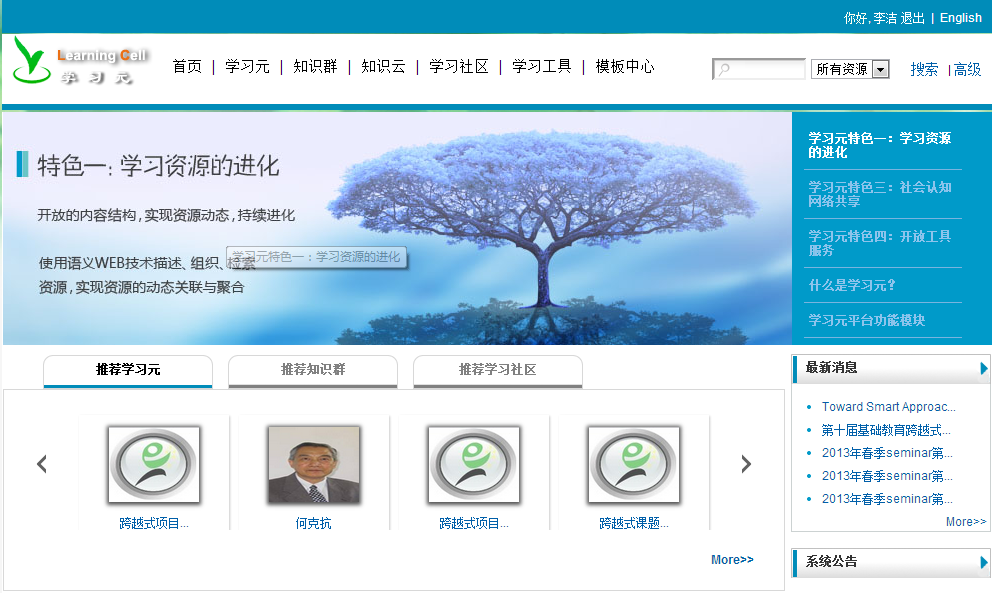 你好, 李洁 退出 | English
Learning Cell
学习元
首页 | 学习元 | 知识群 | 知识云 | 学习社区 | 学习工具 | 模板中心
所有资源
搜索 | 高级
特色一: 学习资源的进化
开放的内容结构 , 实现资源动态 , 持续进化
使用语义WEB技术描述、组织、检索
资源 , 实现资源的动态关联与聚合
学习元特色一：学习资源的进化
学习元特色一：学习资源
的进化
学习元特色三：社会认知
网络共享
学习元特色四：开放工具
服务
什么是学习元？
学习元平台功能模块
推荐学习元
推荐知识群
推荐学习社区
跨越式项目...
何克抗
跨越式项目...
跨越式课题...
More>>
最新消息
Toward Smart Approac...
第十届基础教育跨越式...
2013年春季seminar第...
2013年春季seminar第...
2013年春季seminar第...
More>>
系统公告